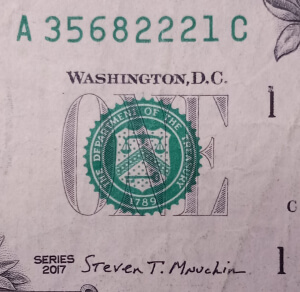 A 35682221 C
WASHINGTON, D.C.
ONE
THE DEPARTMENT OF THE TREASURY
1789
1
C
SERIES
2017
Steven T. Mnuchin
1